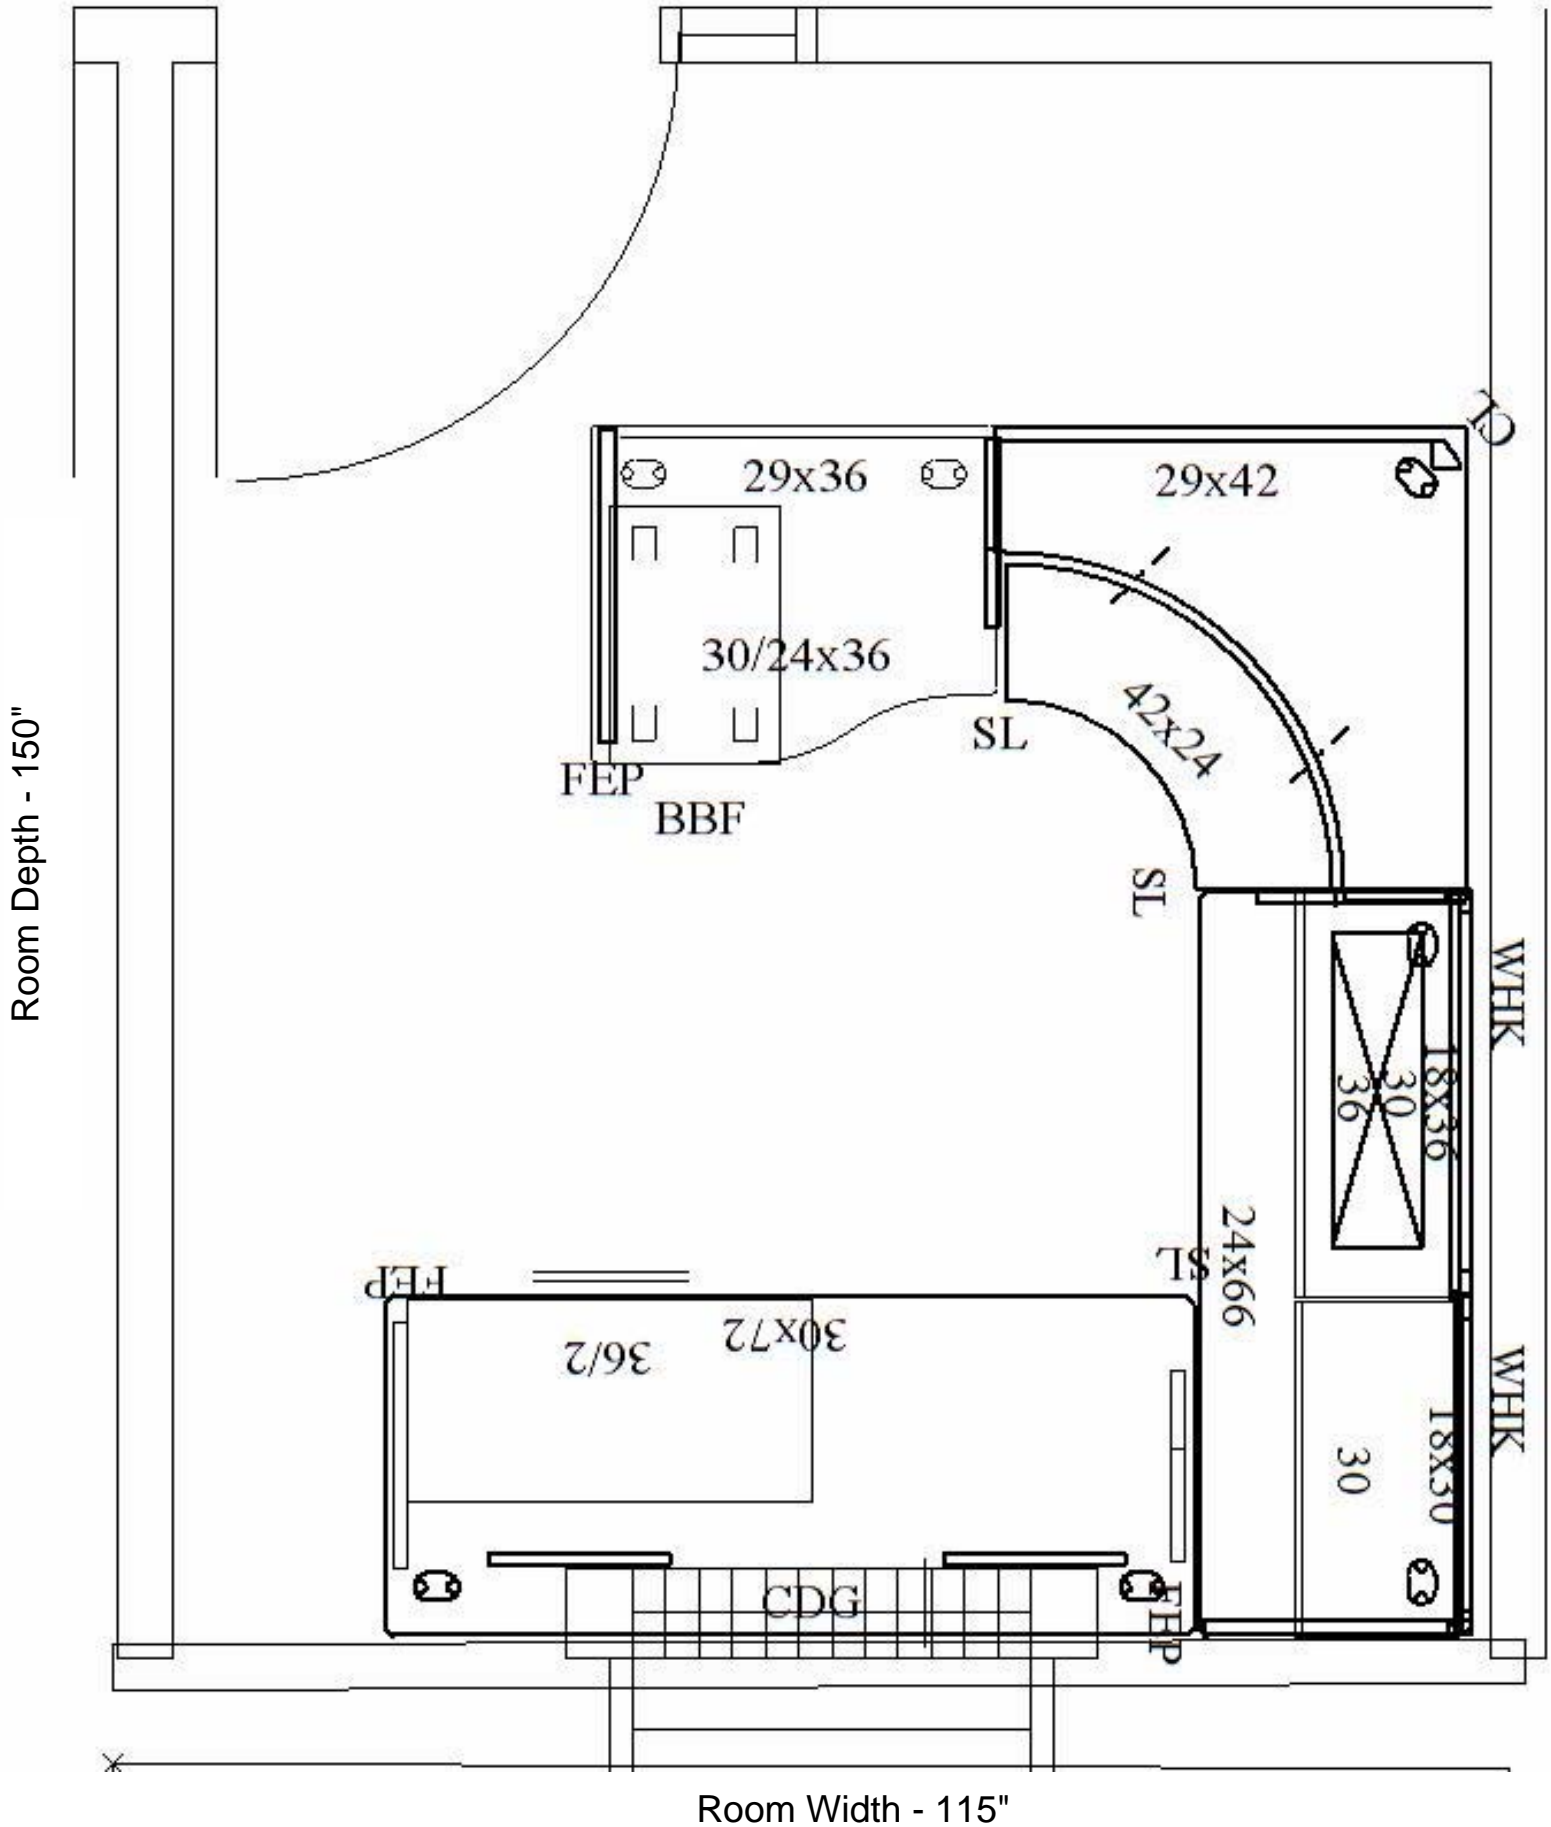 CL
29x36
29x42
30/24x36
42x24
SL
FEP
BBF
SL
WHK
18x36
30
36
24x66
SL
FEP
30x72
36/2
WHK
18x30
30
CDG
FEP
Room Depth - 150"
Room Width - 115"